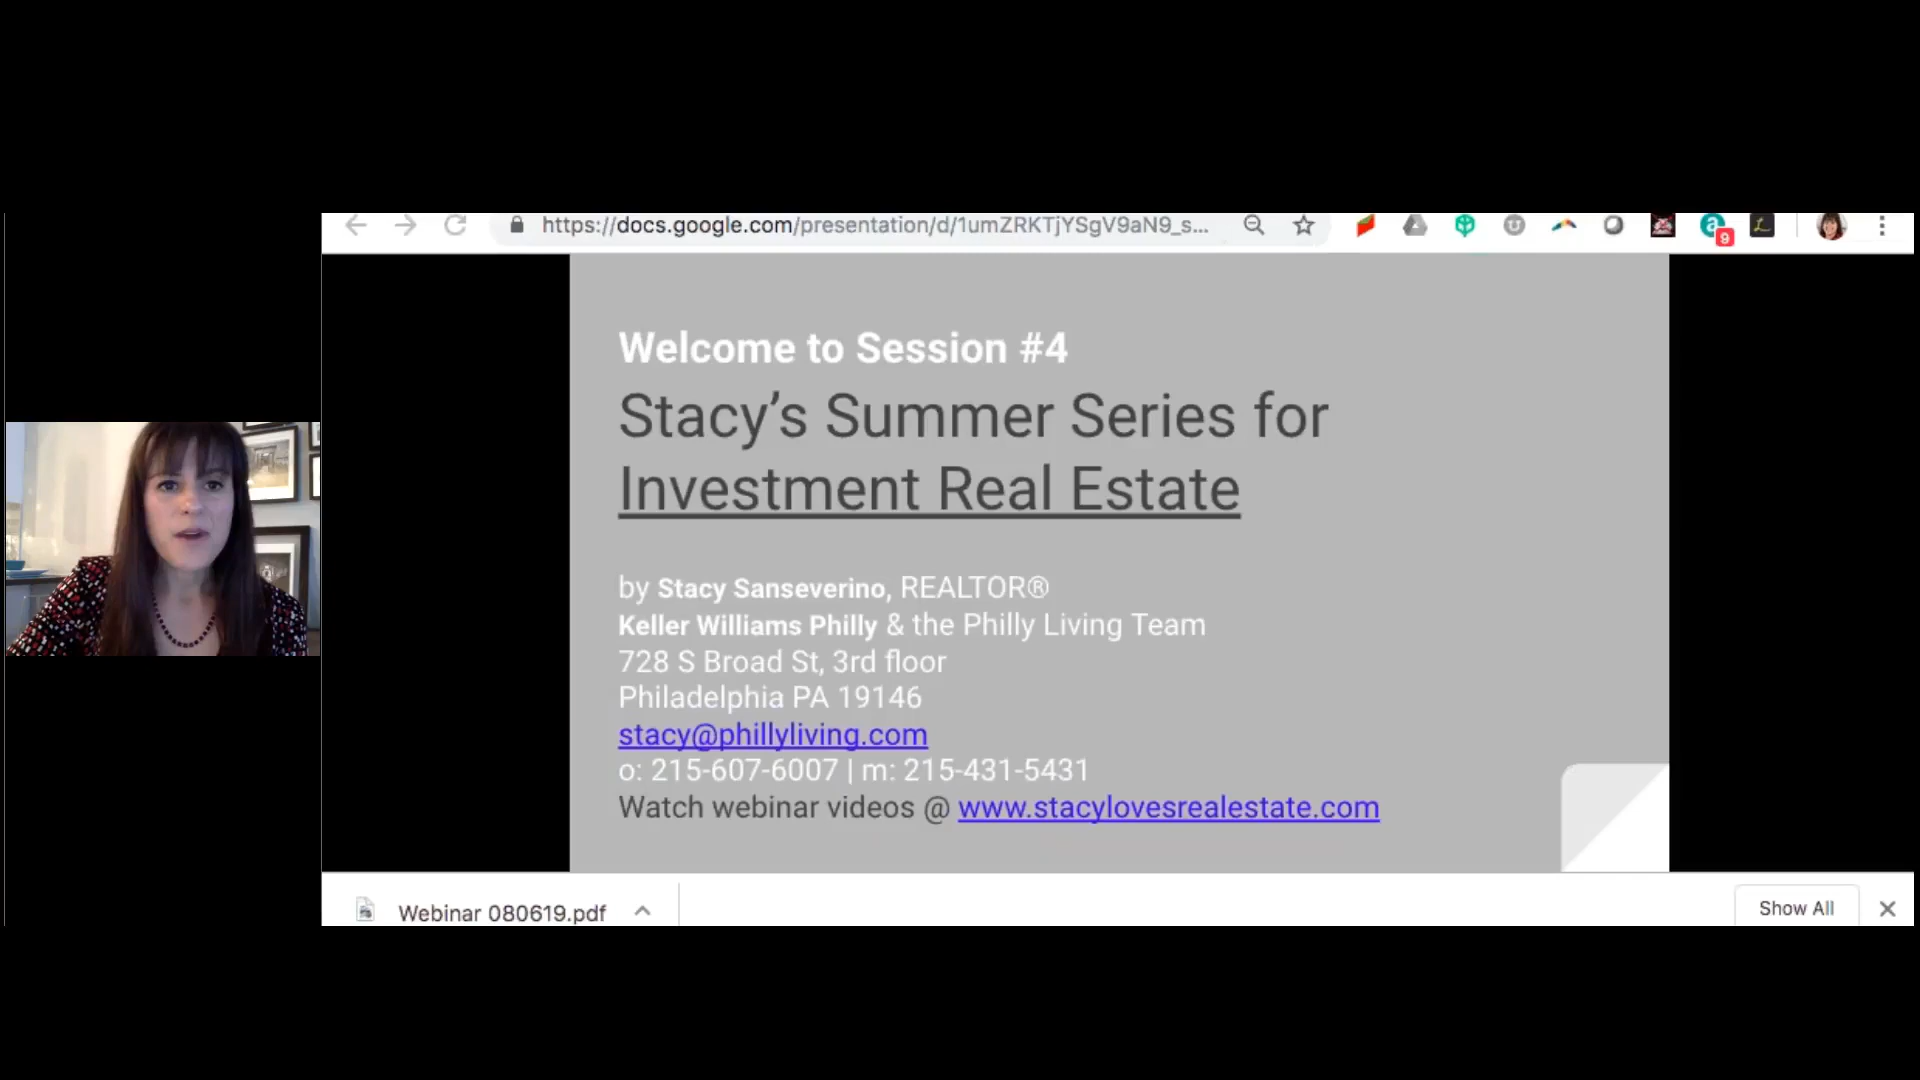 https://docs.google.com/presentation/d/1umZRKTjYSgV9aN9_s...
9
Welcome to Session #4
Stacy’s Summer Series for
Investment Real Estate
by Stacy Sanseverino, REALTOR®
Keller Williams Philly & the Philly Living Team
728 S Broad St, 3rd floor
Philadelphia PA 19146
stacy@phillyliving.com
o: 215-607-6007 | m: 215-431-5431
Watch webinar videos @ www.stacylovesrealestate.com
Webinar 080619.pdf
Show All